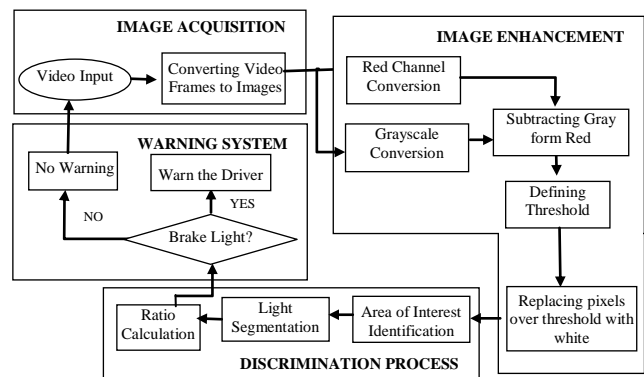 IMAGE ACQUISITION
Video Input
Converting Video
Frames to Images
IMAGE ENHANCEMENT
Red Channel
Conversion
Grayscale
Conversion
Subtracting Gray
form Red
Defining
Threshold
Replacing pixels
over threshold with
white
Area of Interest
Identification
Light
Segmentation
Ratio
Calculation
DISCRIMINATION PROCESS
WARNING SYSTEM
Brake Light?
YES
Warn the Driver
NO
No Warning